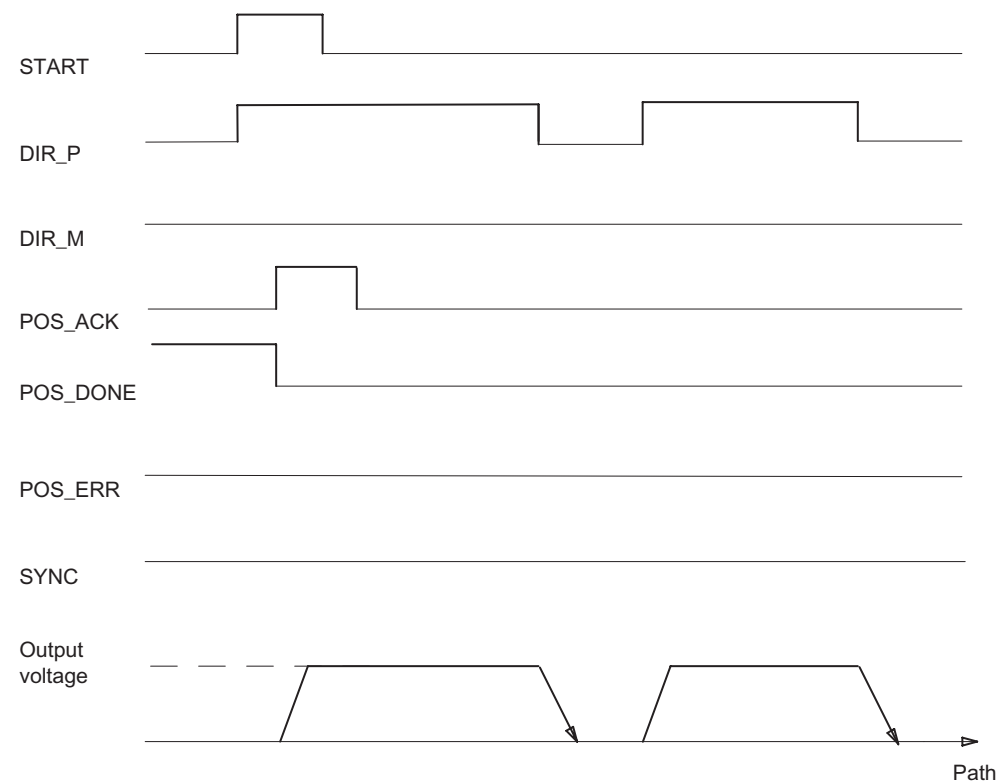 START
DIR_P
DIR_M
POS_ACK
POS_DONE
POS_ERR
SYNC
Output
voltage
Path